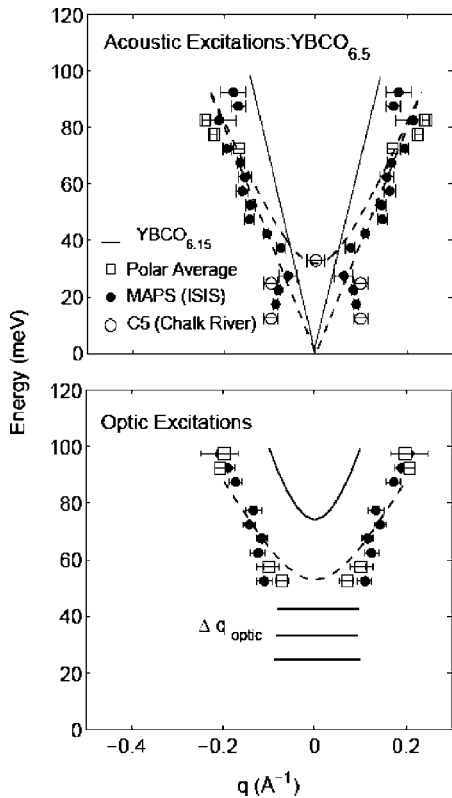 Acoustic Excitations:YBCO6.5
120
100
80
60
40
20
0
YBCO6.15
Polar Average
MAPS (ISIS)
C5 (Chalk River)
Energy (meV)
120
Optic Excitations
100
80
60
40
20
0
Δ q optic
−0.4
−0.2
0
0.2
q (A−1)